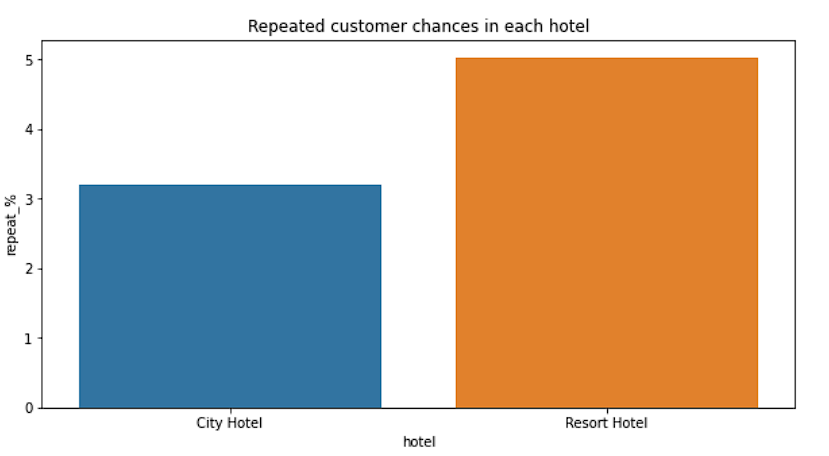 Repeated customer chances in each hotel
5
4
3
2
1
0
repeat_%
City Hotel
Resort Hotel
hotel